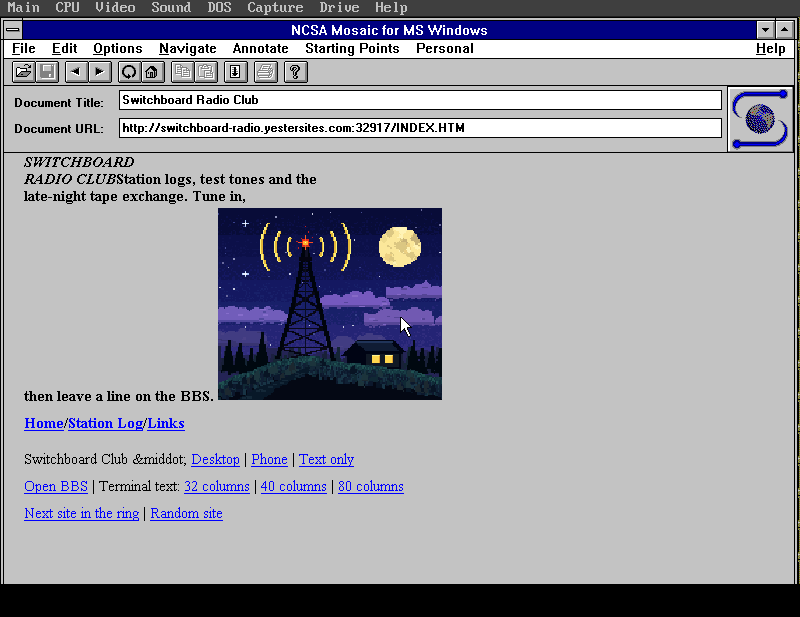 Main CPU Video Sound DOS Capture Drive Help
NCSA Mosaic for MS Windows
File Edit Options Navigate Annotate Starting Points Personal Help
Document Title: Switchboard Radio Club
Document URL: http://switchboard-radio.yestersites.com:32917/INDEX.HTM
SWITCHBOARD
RADIO CLUBStation logs, test tones and the
late-night tape exchange. Tune in,
then leave a line on the BBS.
Home/Station Log/Links
Switchboard Club &middot; Desktop | Phone | Text only
Open BBS | Terminal text: 32 columns | 40 columns | 80 columns
Next site in the ring | Random site